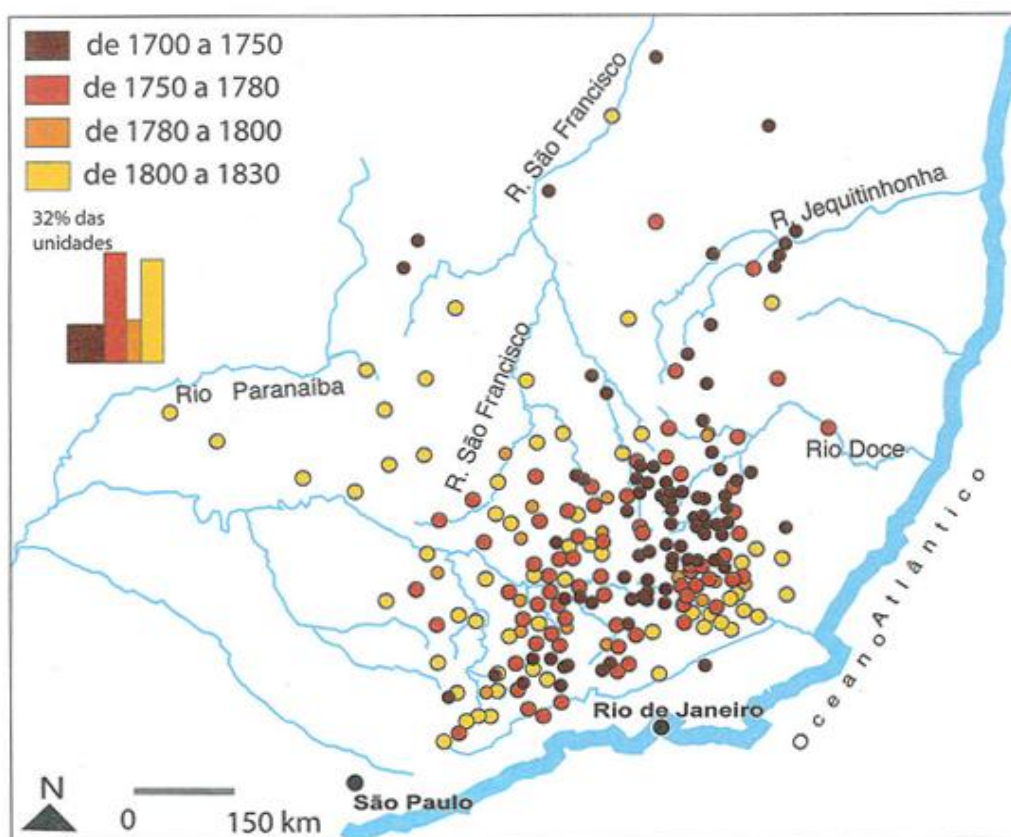 de 1700 a 1750
de 1750 a 1780
de 1780 a 1800
de 1800 a 1830
32% das
unidades
R. São Francisco
R. Jequitinhonha
Rio Paranaíba
R. São Francisco
Rio Doce
Oceano Atlântico
Rio de Janeiro
São Paulo
N
0 150 km